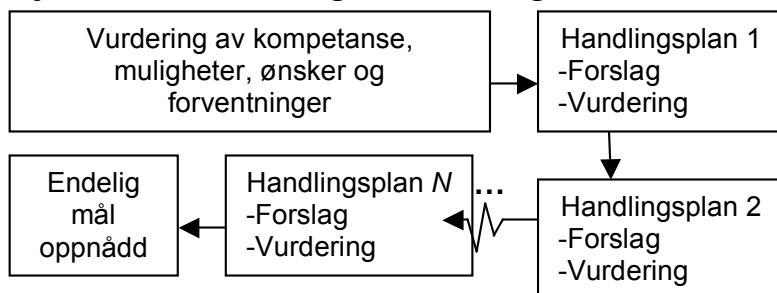 Vurdering av kompetanse,
muligheter, ønsker og
forventninger
Handlingsplan 1
-Forslag
-Vurdering
Handlingsplan 2
-Forslag
-Vurdering
...
Handlingsplan N
-Forslag
-Vurdering
Endelig
mål
oppnådd